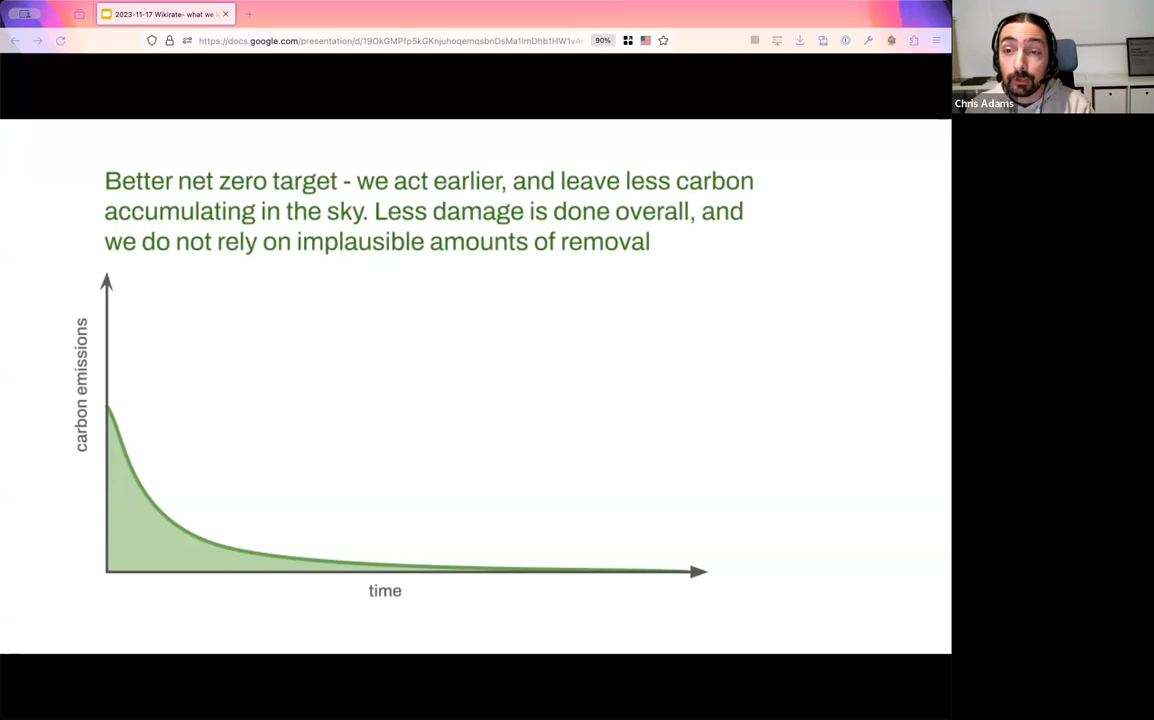 2023-11-17 Wikirate- what we
https://docs.google.com/presentation/d/19OkGMPfp5kGKnjuhoqemqsbnDsMa1ImDhb1HW1v4
90%
Chris Adams
Better net zero target - we act earlier, and leave less carbon
accumulating in the sky. Less damage is done overall, and
we do not rely on implausible amounts of removal
carbon emissions
time